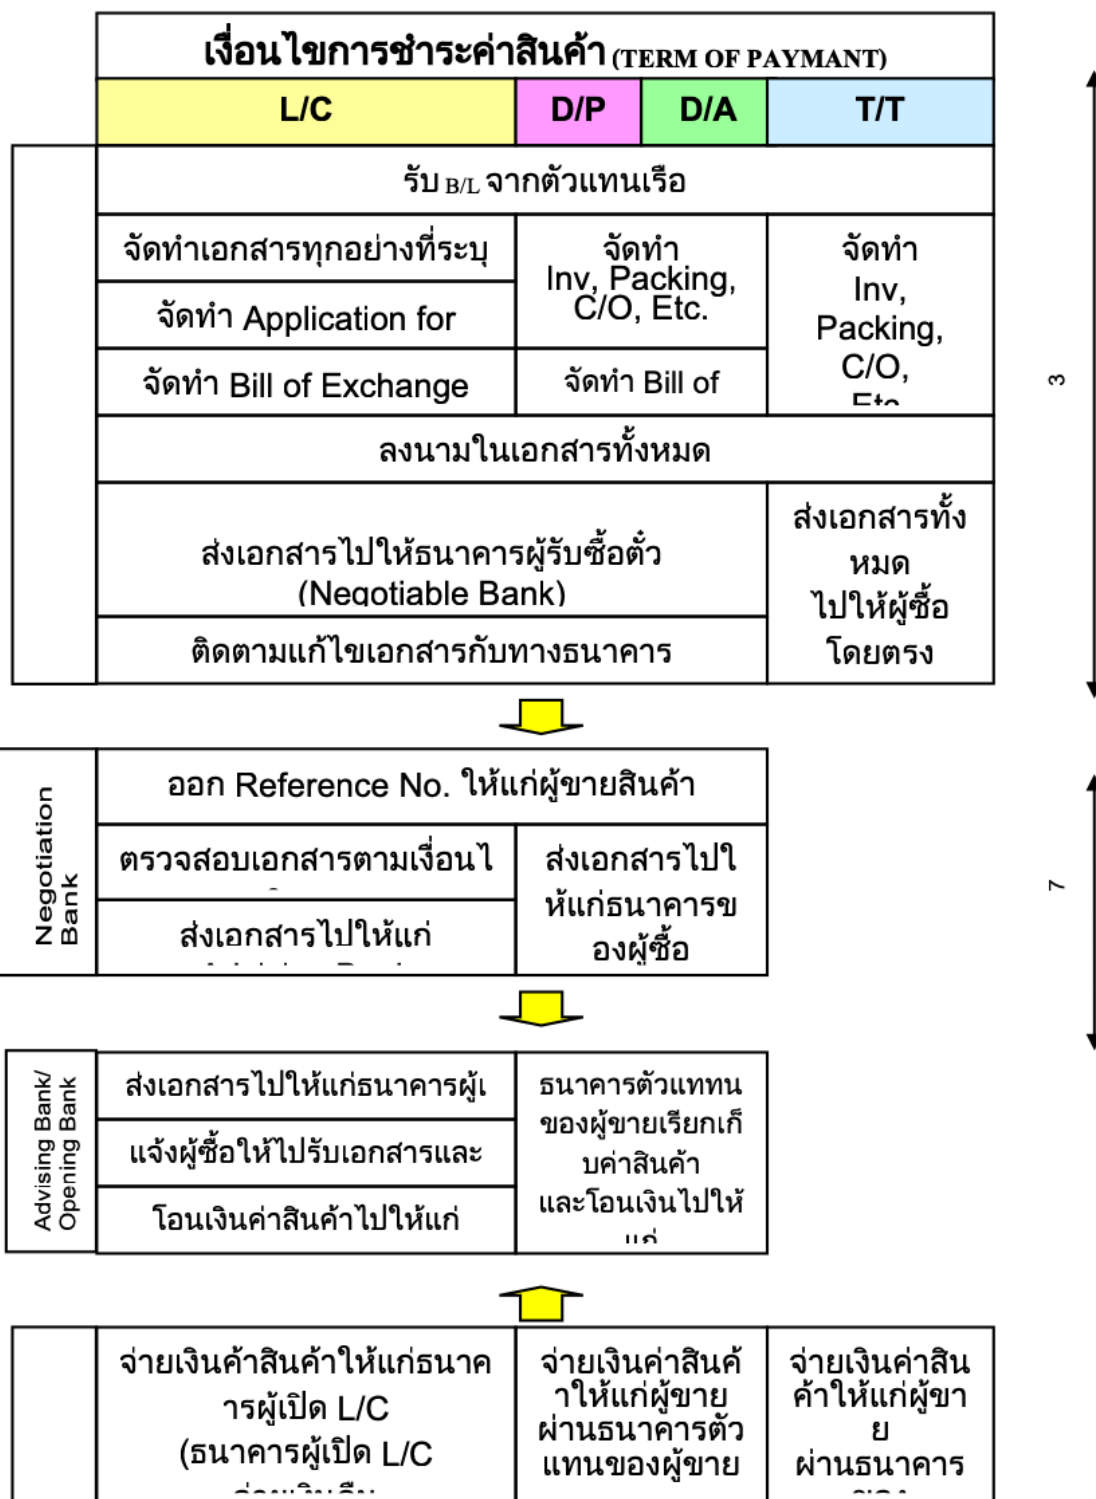 เงื่อนไขการชำระค่าสินค้า (TERM OF PAYMANT)
L/C D/P D/A T/T
รับ B/L จากตัวแทนเรือ
จัดทำเอกสารทุกอย่างที่ระบุ
จัดทำ Application for
จัดทำ Bill of Exchange
จัดทำ
Inv, Packing,
C/O, Etc.
จัดทำ Bill of
จัดทำ
Inv,
Packing,
C/O,
Etc
ลงนามในเอกสารทั้งหมด
ส่งเอกสารไปให้ธนาคารผู้รับซื้อตั๋ว
(Negotiable Bank)
ติดตามแก้ไขเอกสารกับทางธนาคาร
ส่งเอกสารทั้ง
หมด
ไปให้ผู้ซื้อ
โดยตรง
3
Negotiation
Bank
ออก Reference No. ให้แก่ผู้ขายสินค้า
ตรวจสอบเอกสารตามเงื่อนไ
ส่งเอกสารไปให้แก่
ส่งเอกสารไปใ
ห้แก่ธนาคารข
องผู้ซื้อ
7
Advising Bank/
Opening Bank
ส่งเอกสารไปให้แก่ธนาคารผู้เ
แจ้งผู้ซื้อให้ไปรับเอกสารและ
โอนเงินค่าสินค้าไปให้แก่
ธนาคารตัวแททน
ของผู้ขายเรียกเก็
บค่าสินค้า
และโอนเงินไปให้
แก่
จ่ายเงินค้าสินค้าให้แก่ธนาค
ารผู้เปิด L/C
(ธนาคารผู้เปิด L/C
จ่ายเงินค่าสินค้
าให้แก่ผู้ขาย
ผ่านธนาคารตัว
แทนของผู้ขาย
จ่ายเงินค่าสิน
ค้าให้แก่ผู้ขา
ย
ผ่านธนาคาร